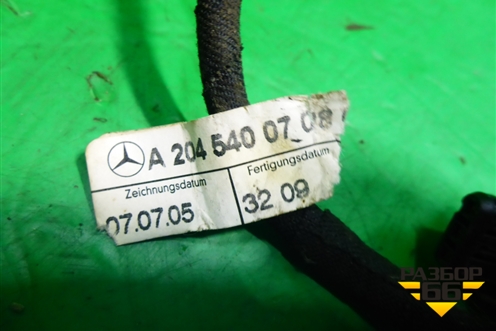 A 204 540 07 08
Zeichnungsdatum
Fertigungsdatum
07.07.05
32 09
РАЗБОР
66